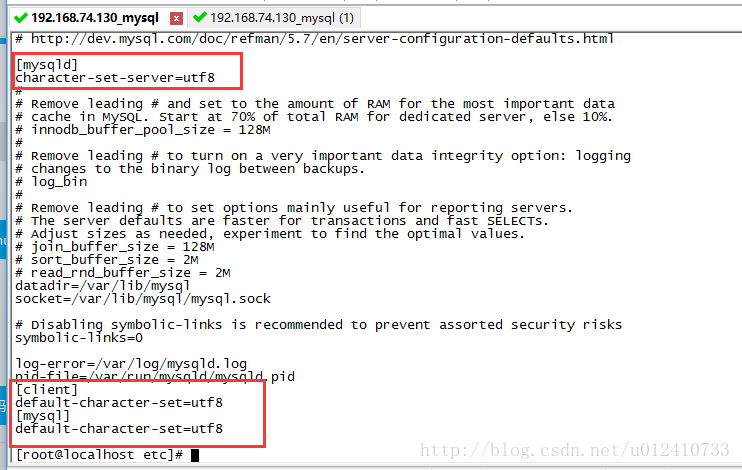 192.168.74.130_mysql x 192.168.74.130_mysql (1)
# http://dev.mysql.com/doc/refman/5.7/en/server-configuration-defaults.html
[mysqld]
character-set-server=utf8
#
# Remove leading # and set to the amount of RAM for the most important data
# cache in MySQL. Start at 70% of total RAM for dedicated server, else 10%.
# innodb_buffer_pool_size = 128M
#
# Remove leading # to turn on a very important data integrity option: logging
# changes to the binary log between backups.
# log_bin
#
# Remove leading # to set options mainly useful for reporting servers.
# The server defaults are faster for transactions and fast SELECTs.
# Adjust sizes as needed, experiment to find the optimal values.
# join_buffer_size = 128M
# sort_buffer_size = 2M
# read_rnd_buffer_size = 2M
datadir=/var/lib/mysql
socket=/var/lib/mysql/mysql.sock
# Disabling symbolic-links is recommended to prevent assorted security risks
symbolic-links=0
log-error=/var/log/mysqld.log
pid-file=/var/run/mysqld/mysqld.pid
[client]
default-character-set=utf8
[mysql]
default-character-set=utf8
[root@localhost etc]#
http://blog.csdn.net/u012410733